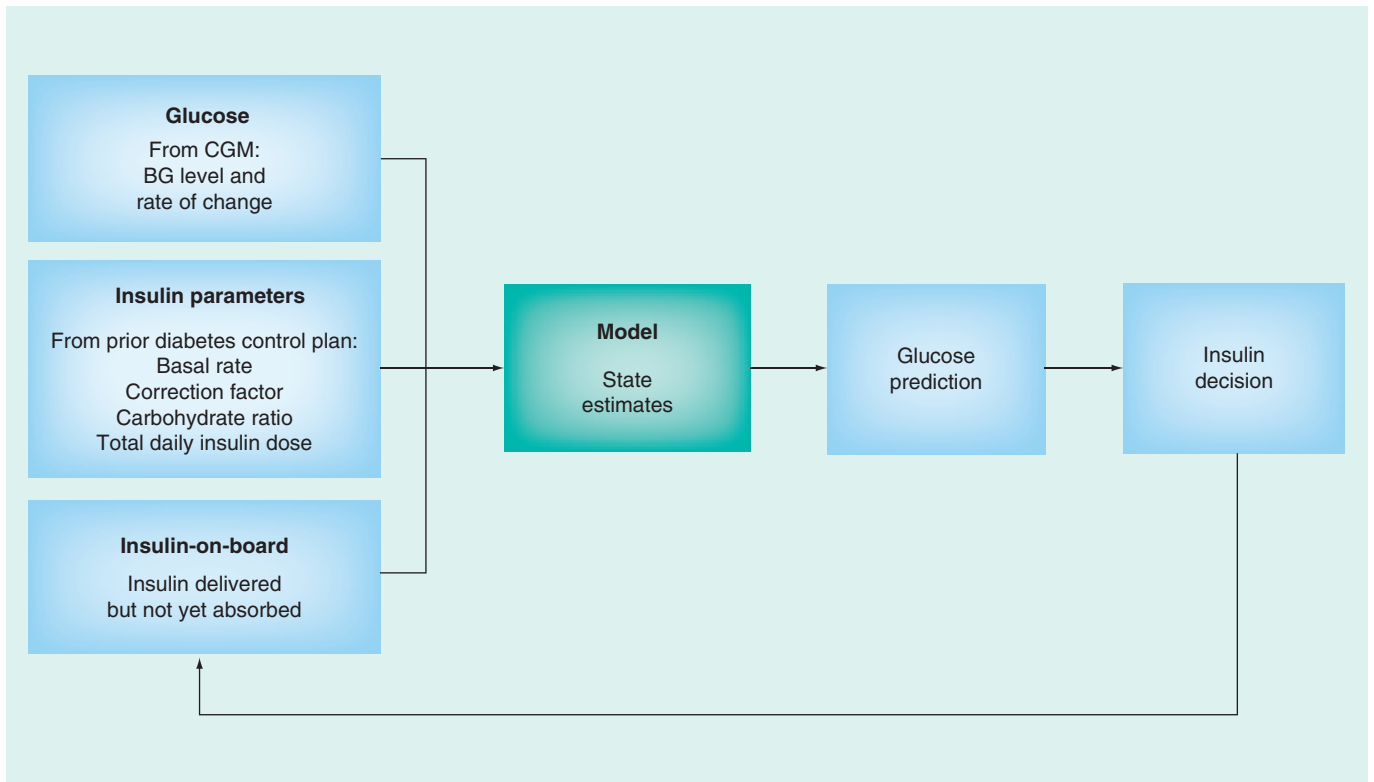 Glucose
From CGM:
BG level and
rate of change
Insulin parameters
From prior diabetes control plan:
Basal rate
Correction factor
Carbohydrate ratio
Total daily insulin dose
Insulin-on-board
Insulin delivered
but not yet absorbed
Model
State
estimates
Glucose
prediction
Insulin
decision